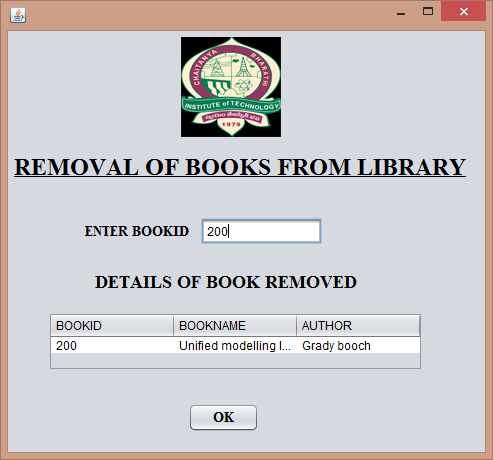 CHAITANYA BHARATHI
INSTITUTE of TECHNOLOGY
1979
REMOVAL OF BOOKS FROM LIBRARY
ENTER BOOKID 200
DETAILS OF BOOK REMOVED
BOOKID BOOKNAME AUTHOR
200 Unified modelling l... Grady booch
OK